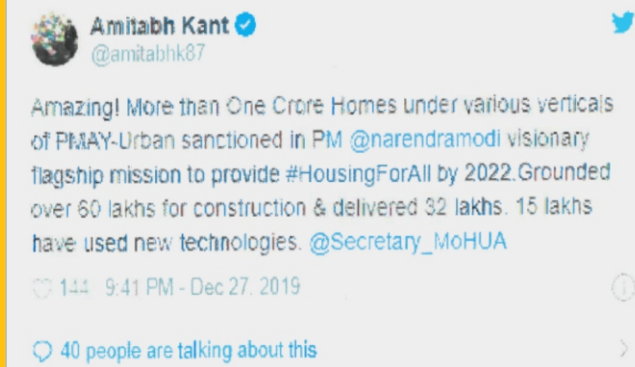 Amitabh Kant
@amitabhk87
Amazing! More than One Crore Homes under various verticals
of PMAY-Urban sanctioned in PM @narendramodi visionary
flagship mission to provide #HousingForAll by 2022.Grounded
over 60 lakhs for construction & delivered 32 lakhs. 15 lakhs
have used new technologies. @Secretary_MoHUA
144 9:41 PM - Dec 27, 2019
40 people are talking about this